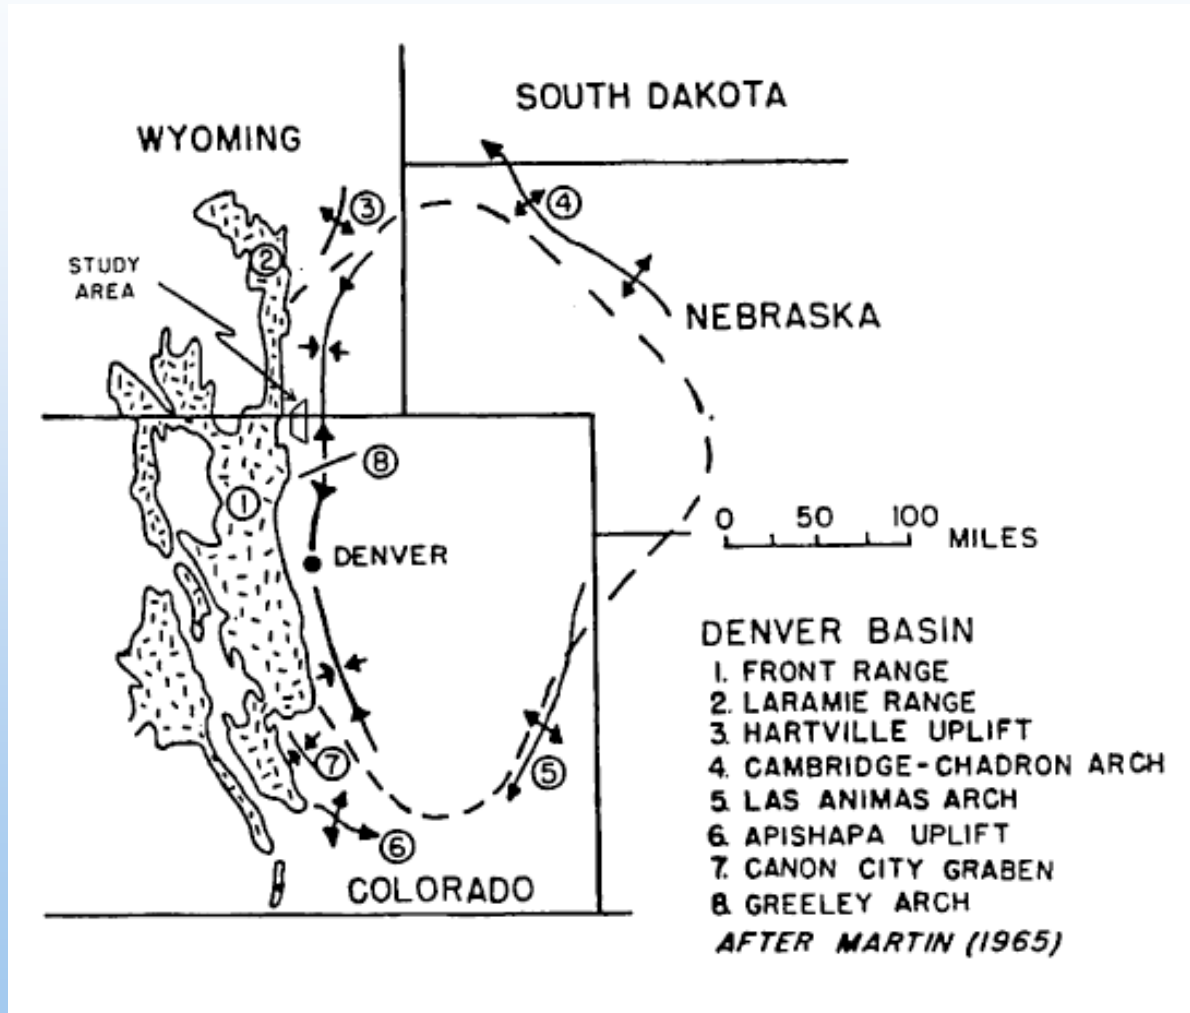 SOUTH DAKOTA
WYOMING
③
④
②
STUDY
AREA
NEBRASKA
⑧
①
0 50 100
MILES
DENVER
DENVER BASIN
1. FRONT RANGE
2. LARAMIE RANGE
3. HARTVILLE UPLIFT
4. CAMBRIDGE-CHADRON ARCH
5. LAS ANIMAS ARCH
6. APISHAPA UPLIFT
7. CANON CITY GRABEN
8. GREELEY ARCH
AFTER MARTIN (1965)
⑦
⑤
⑥
COLORADO